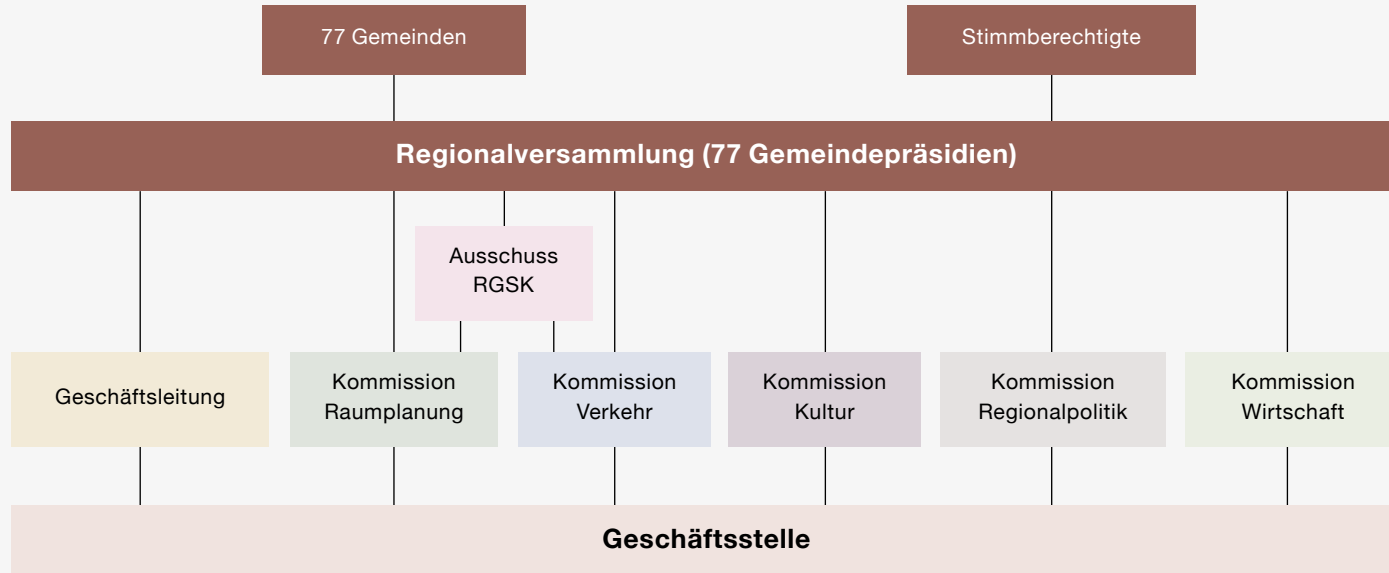 77 Gemeinden
Stimmberechtigte
Regionalversammlung (77 Gemeindepräsidien)
Ausschuss
RGSK
Geschäftsleitung
Kommission
Raumplanung
Kommission
Verkehr
Kommission
Kultur
Kommission
Regionalpolitik
Kommission
Wirtschaft
Geschäftsstelle